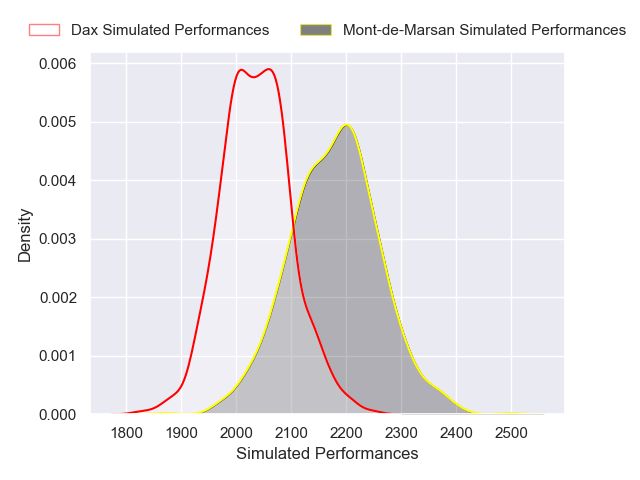 Dax Simulated Performances
Mont-de-Marsan Simulated Performances
0.006
0.005
0.004
0.003
0.002
0.001
0.000
Density
1800 1900 2000 2100 2200 2300 2400 2500
Simulated Performances